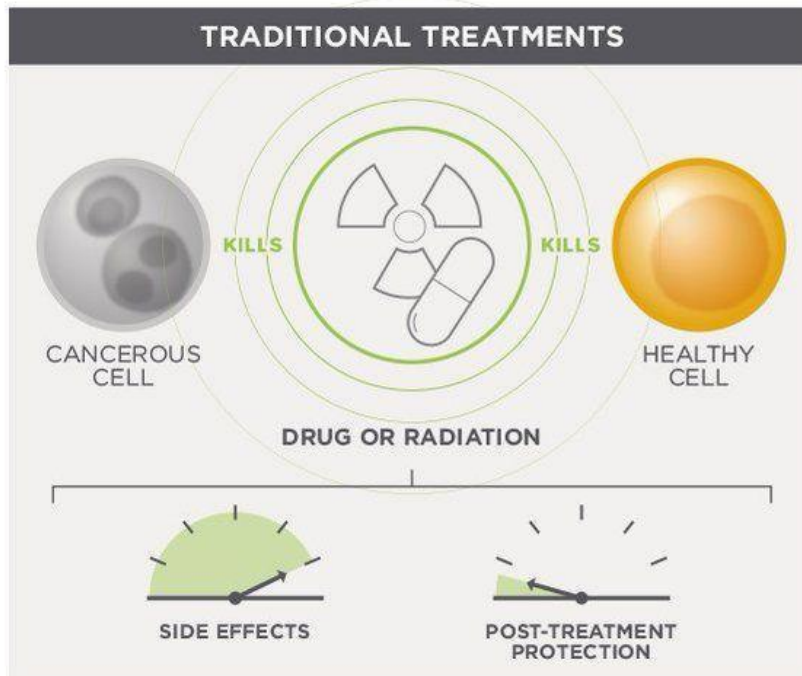 TRADITIONAL TREATMENTS
KILLS
KILLS
CANCEROUS
CELL
HEALTHY
CELL
DRUG OR RADIATION
SIDE EFFECTS
POST-TREATMENT
PROTECTION